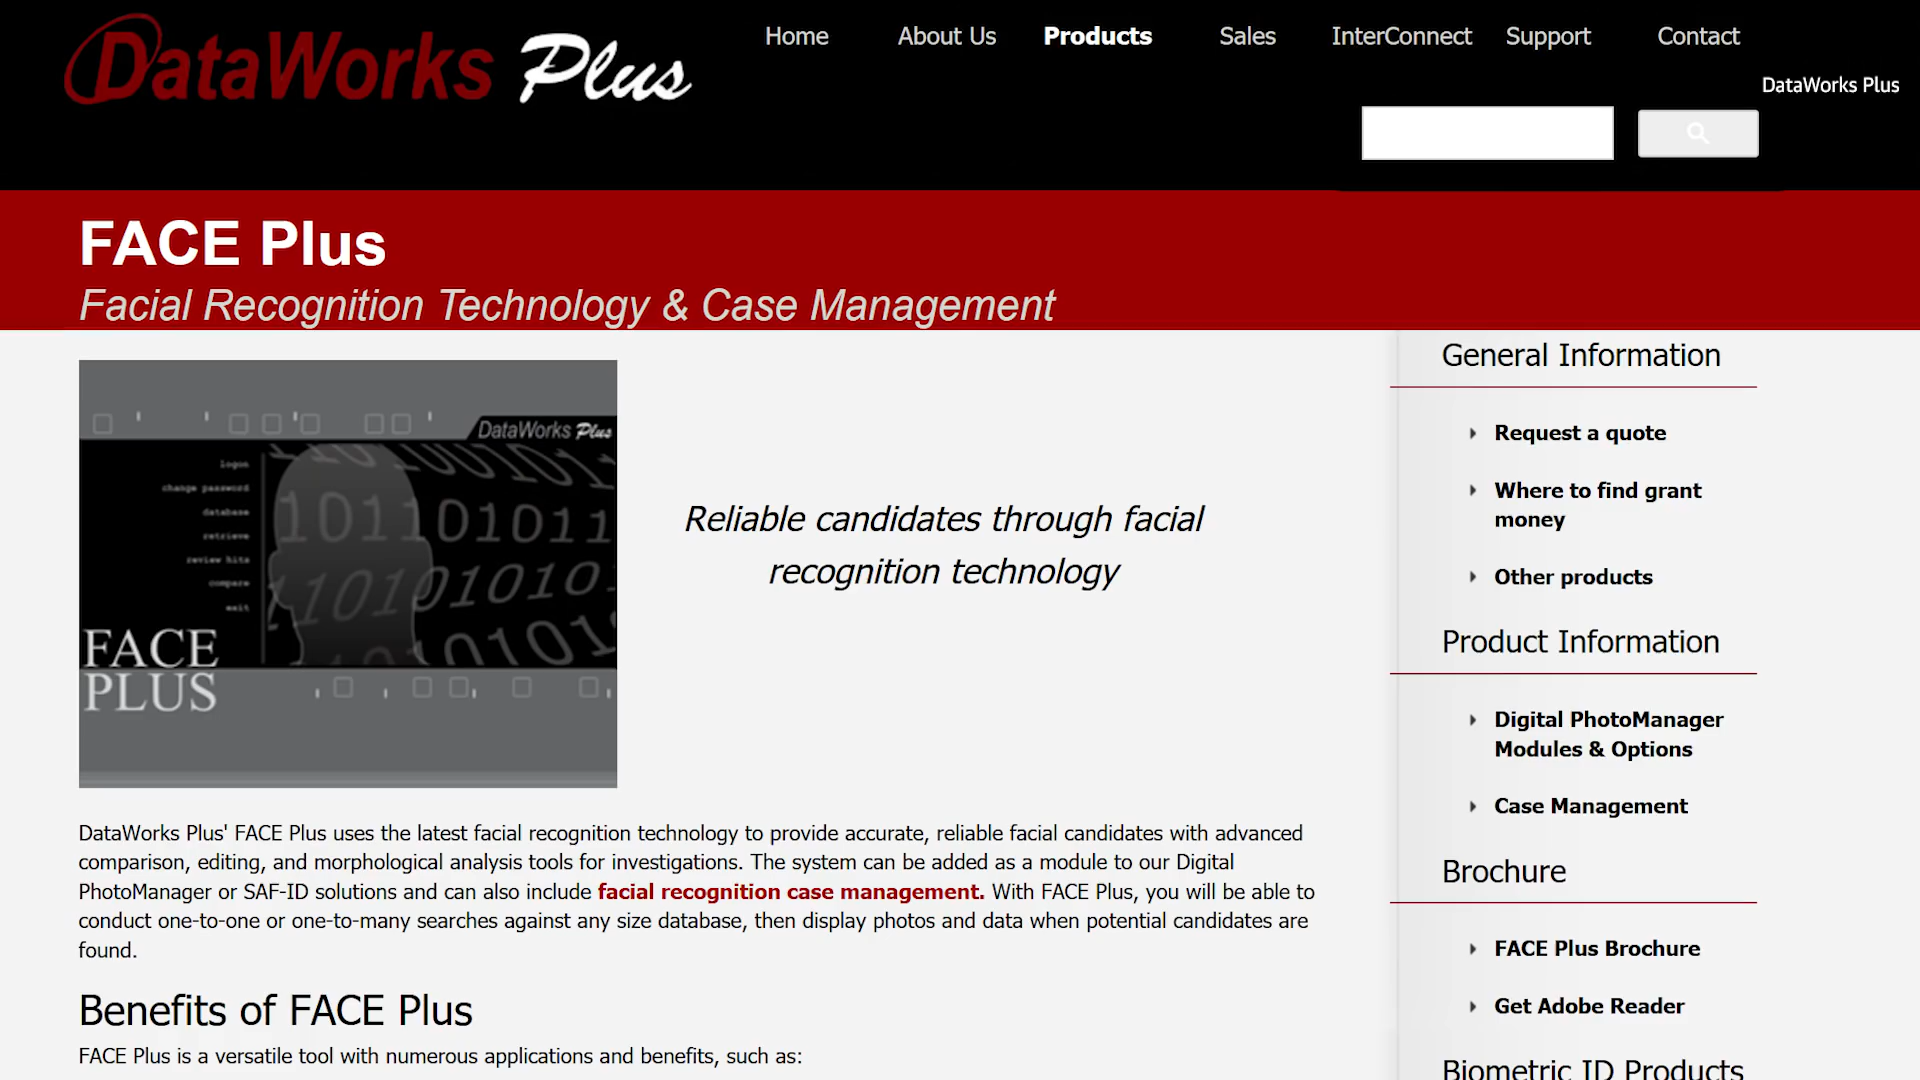 DataWorks Plus
Home About Us Products Sales InterConnect Support Contact
DataWorks Plus
FACE Plus
Facial Recognition Technology & Case Management
DataWorks Plus
logon
change password
database
retrieve
review hits
compare
exit
FACE
PLUS
Reliable candidates through facial
recognition technology
DataWorks Plus' FACE Plus uses the latest facial recognition technology to provide accurate, reliable facial candidates with advanced
comparison, editing, and morphological analysis tools for investigations. The system can be added as a module to our Digital
PhotoManager or SAF-ID solutions and can also include facial recognition case management. With FACE Plus, you will be able to
conduct one-to-one or one-to-many searches against any size database, then display photos and data when potential candidates are
found.
Benefits of FACE Plus
FACE Plus is a versatile tool with numerous applications and benefits, such as:
General Information
Request a quote
Where to find grant
money
Other products
Product Information
Digital PhotoManager
Modules & Options
Case Management
Brochure
FACE Plus Brochure
Get Adobe Reader
Biometric ID Products